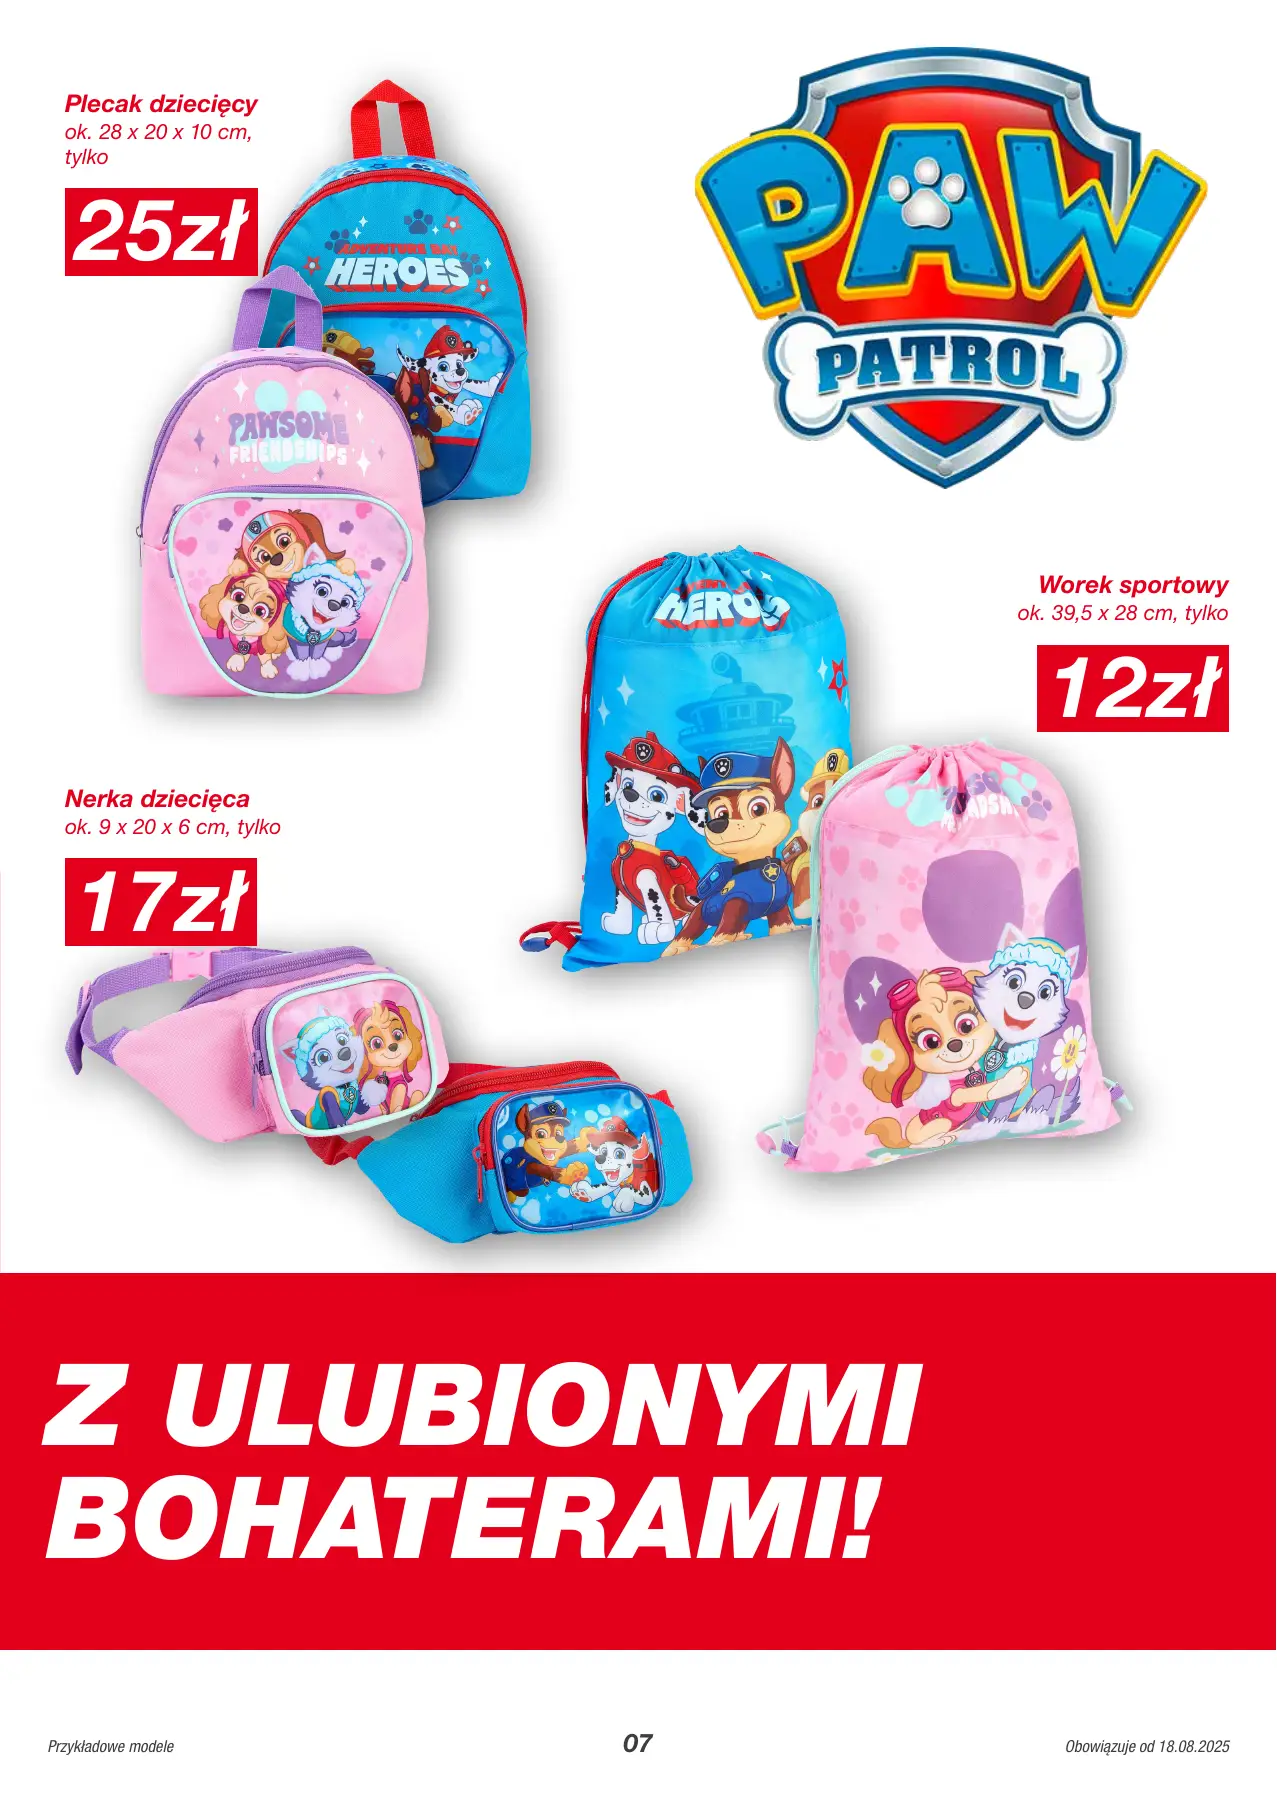 Plecak dziecięcy
ok. 28 x 20 x 10 cm,
tylko
25zł
ADVENTURE BAY
HEROES
PAWSOME
FRIENDSHIPS
PAW
PATROL
Worek sportowy
ok. 39,5 x 28 cm, tylko
12zł
Nerka dziecięca
ok. 9 x 20 x 6 cm, tylko
17zł
Z ULUBIONYMI
BOHATERAMI!
Przykładowe modele
07
Obowiązuje od 18.08.2025